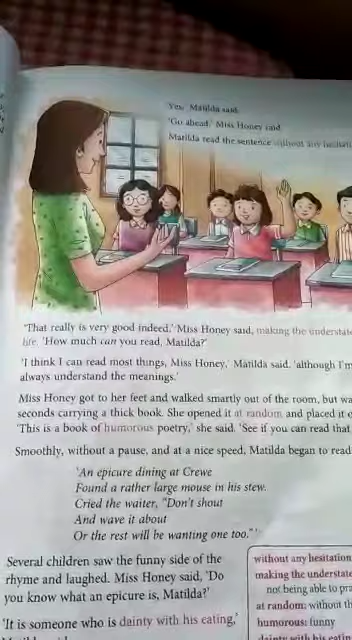 Yes, Matilda said.
'Go ahead,' Miss Honey said.
Matilda read the sentence without any hesitati
'That really is very good indeed,' Miss Honey said, making the understate
life. 'How much can you read, Matilda?'
'I think I can read most things, Miss Honey,' Matilda said, 'although I'm
always understand the meanings.'
Miss Honey got to her feet and walked smartly out of the room, but wa
seconds carrying a thick book. She opened it at random and placed it o
'This is a book of humorous poetry,' she said. 'See if you can read that
Smoothly, without a pause, and at a nice speed, Matilda began to read
'An epicure dining at Crewe
Found a rather large mouse in his stew.
Cried the waiter, "Don't shout
And wave it about
Or the rest will be wanting one too."'
Several children saw the funny side of the
rhyme and laughed. Miss Honey said, 'Do
you know what an epicure is, Matilda?'
'It is someone who is dainty with his eating,'
without any hesitation
making the understate
not being able to pra
at random: without th
humorous: funny
dainty with his eatin